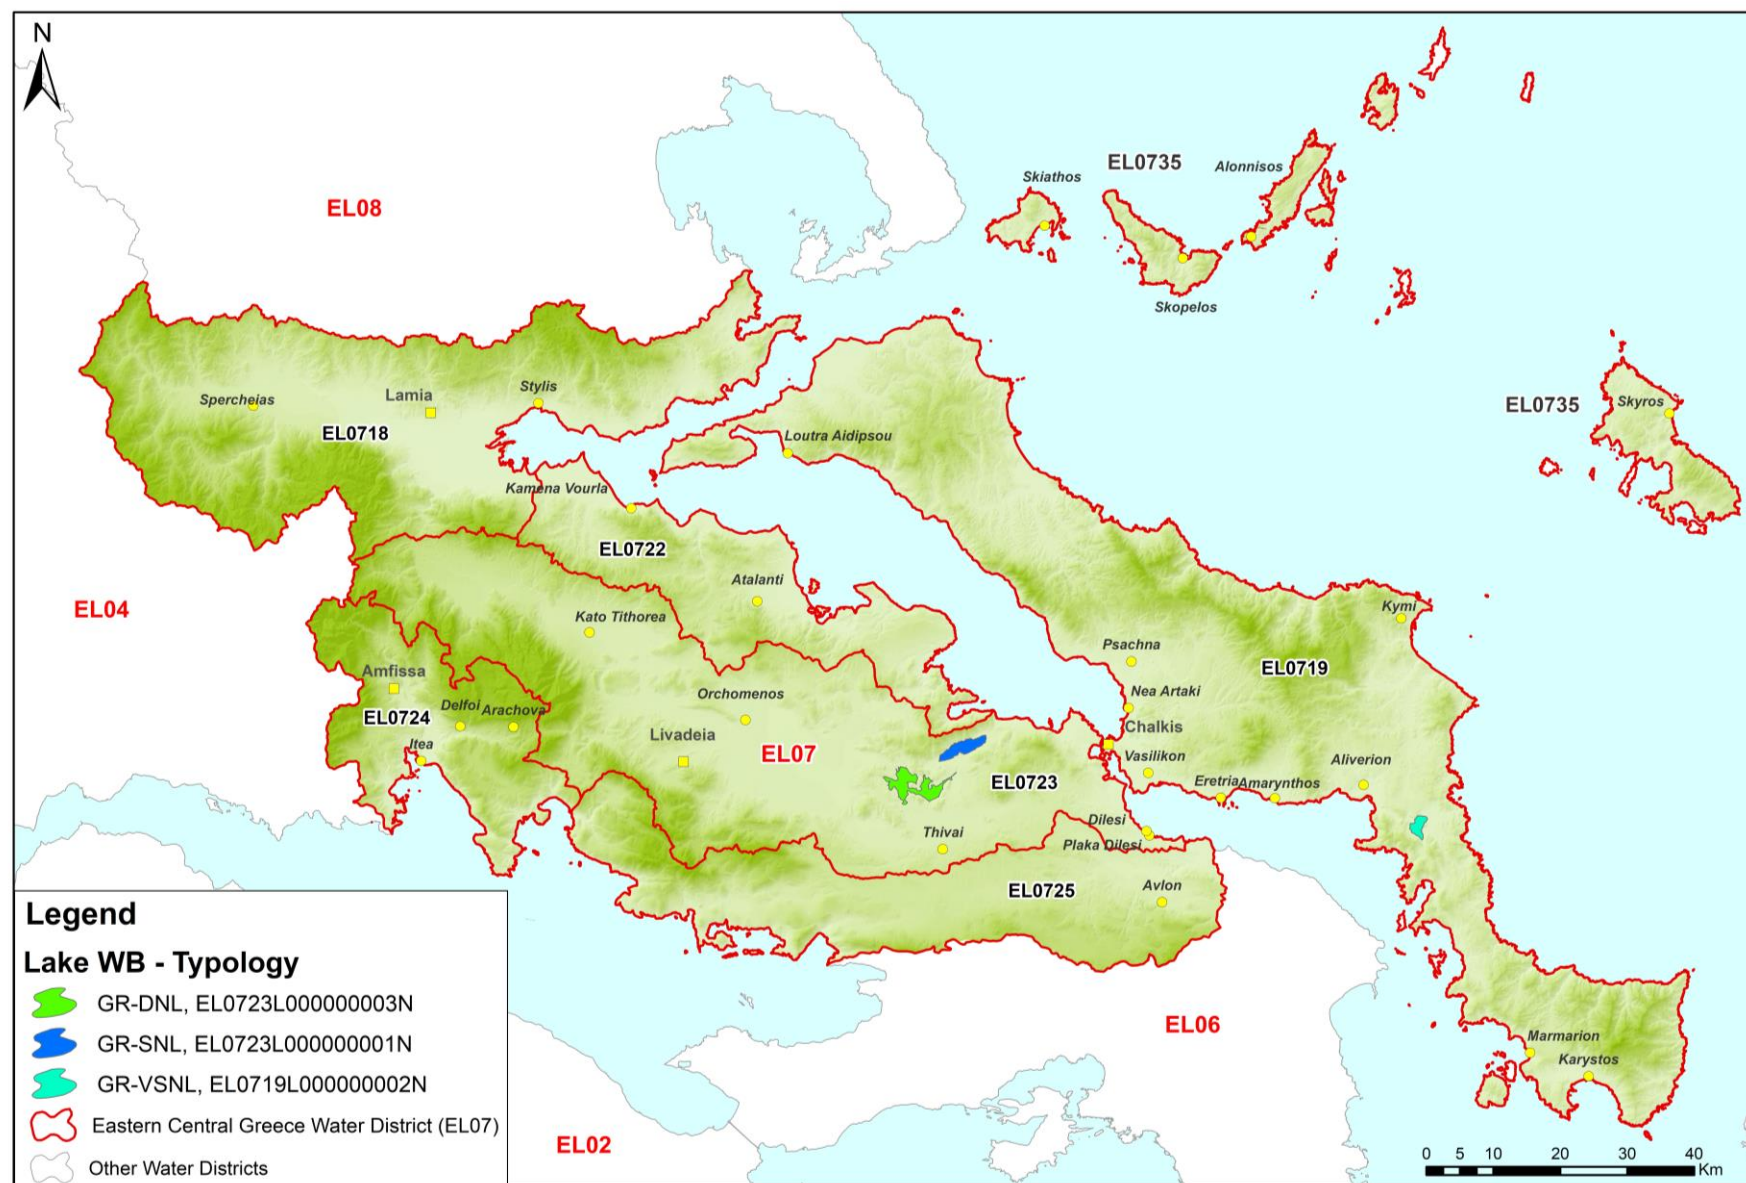 N
EL08
EL0735
Alonnisos
Skiathos
Skopelos
EL0735
Skyros
Spercheias
Lamia
Stylis
EL0718
Loutra Aidipsou
Kamena Vourla
EL0722
Atalanti
EL04
Kato Tithorea
Kymi
Psachna
EL0719
Amfissa
Nea Artaki
Orchomenos
Delfoi
Arachova
EL0724
Chalkis
Livadeia
Itea
EL07
Vasilikon
Aliverion
EL0723
Eretria
Amarynthos
Dilesi
Thivai
Plaka Dilesi
EL0725
Avlon
Legend
Lake WB - Typology
GR-DNL, EL0723L000000003N
GR-SNL, EL0723L000000001N
GR-VSNL, EL0719L000000002N
Eastern Central Greece Water District (EL07)
Other Water Districts
EL06
Marmarion
Karystos
EL02
0 5 10 20 30 40
Km